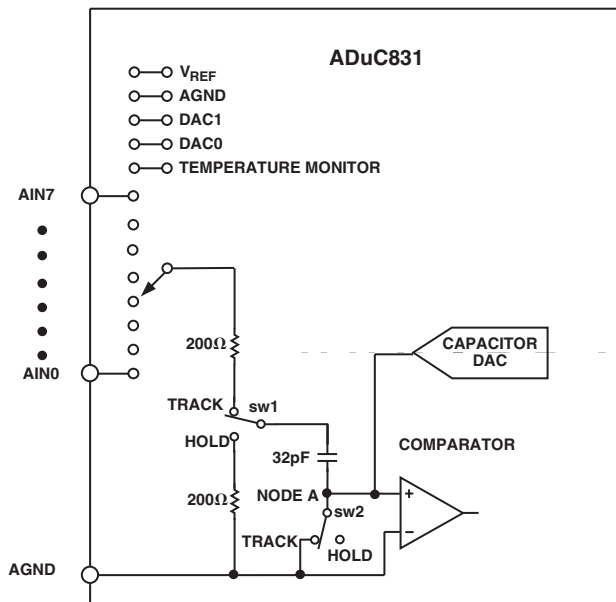 ADuC831
VREF
AGND
DAC1
DAC0
TEMPERATURE MONITOR
AIN7
200Ω
CAPACITOR
DAC
AIN0
TRACK
sw1
HOLD
COMPARATOR
32pF
200Ω
NODE A
+
sw2
–
TRACK
HOLD
AGND